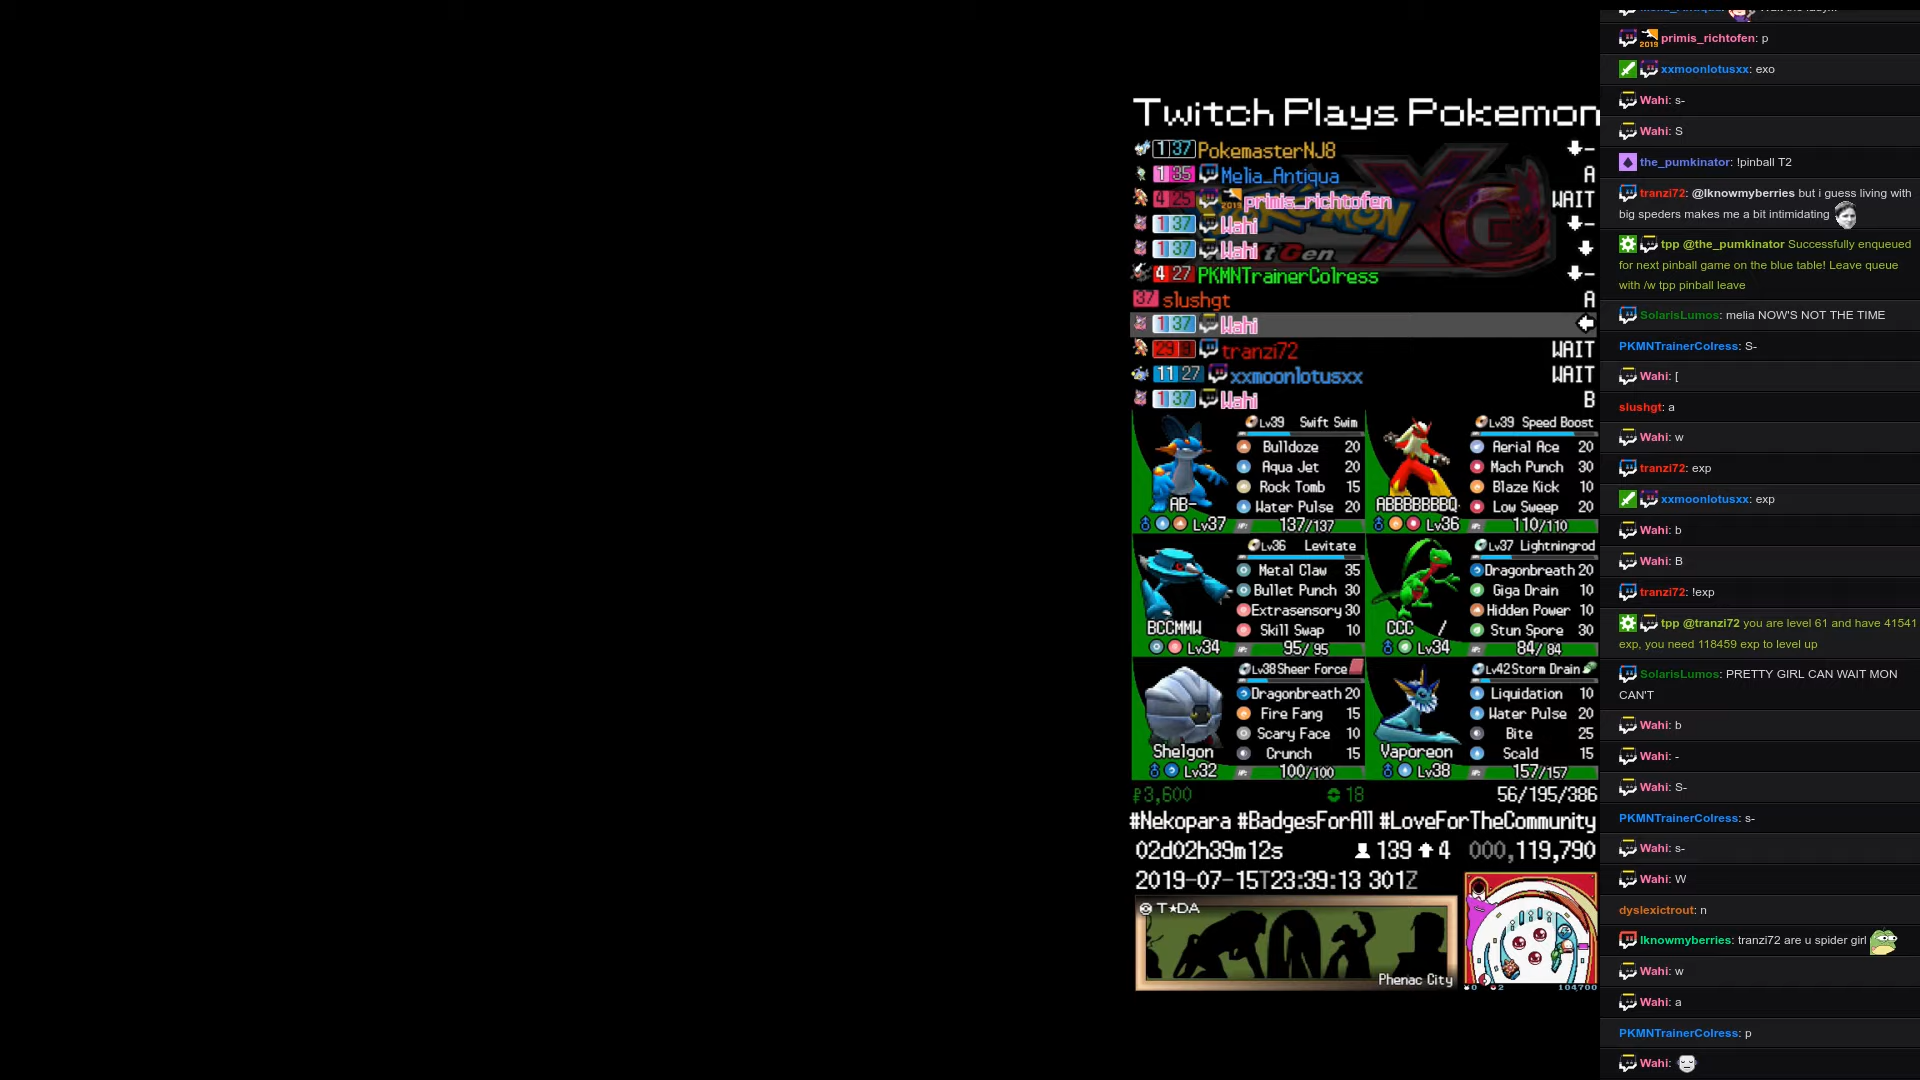 Twitch Plays Pokemon
1 37 PokemasterNJ8 -
1 35 Melia_Antiqua A
4 25 2019 primis_richtofen WAIT
1 37 Wahi -
1 37 Wahi
4 27 PKMNTrainerColress -
37 slushgt A
1 37 Wahi
29 tranzi72 WAIT
11 27 xxmoonlotusxx WAIT
1 37 Wahi B
POKéMON XG
Gen
Lv39 Swift Swim
Bulldoze 20
Aqua Jet 20
Rock Tomb 15
Water Pulse 20
AB-
Lv37 137/137
Lv39 Speed Boost
Aerial Ace 20
Mach Punch 30
Blaze Kick 10
Low Sweep 20
ABBBBBBBQ
Lv36 110/110
Lv36 Levitate
Metal Claw 35
Bullet Punch 30
Extrasensory 30
Skill Swap 10
BCCMMW
Lv34 95/95
Lv37 Lightningrod
Dragonbreath 20
Giga Drain 10
Hidden Power 10
Stun Spore 30
CCC /
Lv34 84/84
Lv38 Sheer Force
Dragonbreath 20
Fire Fang 15
Scary Face 10
Crunch 15
Shelgon
Lv32 100/100
Lv42 Storm Drain
Liquidation 10
Water Pulse 20
Bite 25
Scald 15
Vaporeon
Lv38 157/157
₽3,600 18 56/195/386
#Nekopara #BadgesForAll #LoveForTheCommunity
02d02h39m12s 139 4 000,119,790
2019-07-15T23:39:13 301Z
T★DA
Phenac City
0 2 104,700
primis_richtofen: p
xxmoonlotusxx: exo
Wahi: s-
Wahi: S
the_pumkinator: !pinball T2
tranzi72: @Iknowmyberries but i guess living with
big speders makes me a bit intimidating
tpp @the_pumkinator Successfully enqueued
for next pinball game on the blue table! Leave queue
with /w tpp pinball leave
SolarisLumos: melia NOW'S NOT THE TIME
PKMNTrainerColress: S-
Wahi: [
slushgt: a
Wahi: w
tranzi72: exp
xxmoonlotusxx: exp
Wahi: b
Wahi: B
tranzi72: !exp
tpp @tranzi72 you are level 61 and have 41541
exp, you need 118459 exp to level up
SolarisLumos: PRETTY GIRL CAN WAIT MON
CAN'T
Wahi: b
Wahi: -
Wahi: S-
PKMNTrainerColress: s-
Wahi: s-
Wahi: W
dyslexictrout: n
Iknowmyberries: tranzi72 are u spider girl
Wahi: w
Wahi: a
PKMNTrainerColress: p
Wahi: